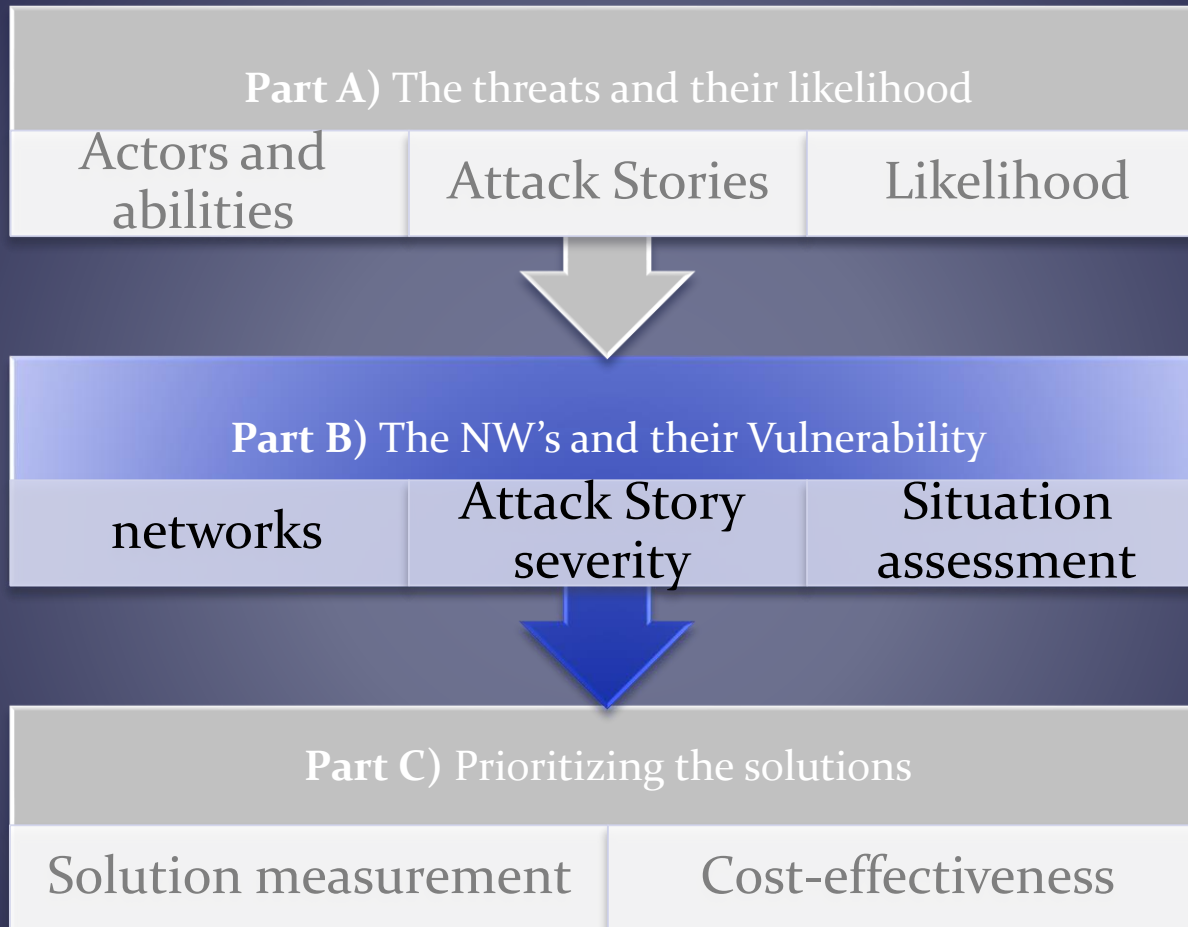 Part A) The threats and their likelihood
Actors and
abilities
Attack Stories
Likelihood
Part B) The NW’s and their Vulnerability
networks
Attack Story
severity
Situation
assessment
Part C) Prioritizing the solutions
Solution measurement
Cost-effectiveness